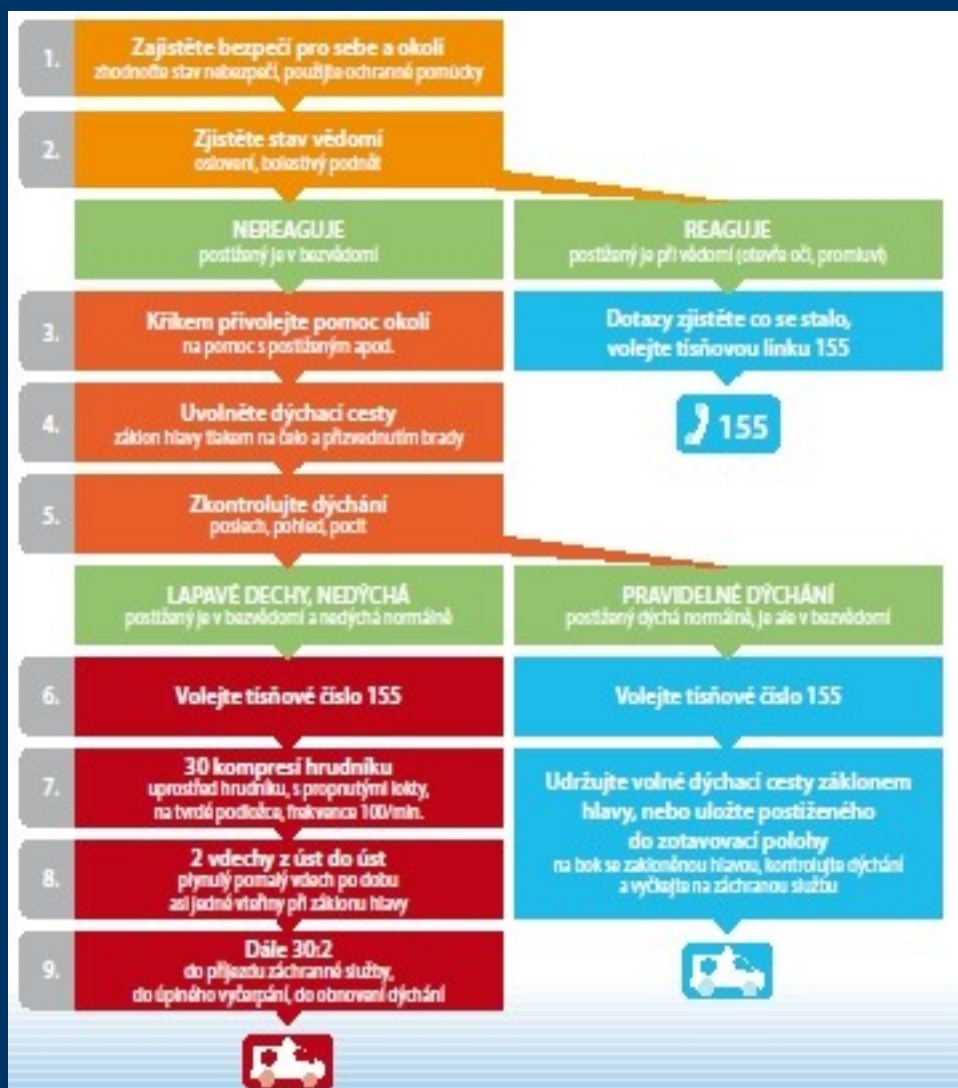 1.
Zajistěte bezpečí pro sebe a okolí
zhodnoťte stav nebezpečí, použijte ochranné pomůcky
2.
Zjistěte stav vědomí
oslovení, bolestivý podnět
NEREAGUJE
postižený je v bezvědomí
REAGUJE
postižený je při vědomí (otevře oči, promluví)
3.
Křikem přivolejte pomoc okolí
na pomoc s postiženým apod.
Dotazy zjistěte co se stalo,
volejte tísňovou linku 155
155
4.
Uvolněte dýchací cesty
záklon hlavy tlakem na čelo a přizvednutím brady
5.
Zkontrolujte dýchání
poslech, pohled, pocit
LAPAVÉ DECHY, NEDÝCHÁ
postižený je v bezvědomí a nedýchá normálně
PRAVIDELNÉ DÝCHÁNÍ
postižený dýchá normálně, je ale v bezvědomí
6.
Volejte tísňové číslo 155
Volejte tísňové číslo 155
7.
30 kompresí hrudníku
uprostřed hrudníku, s propnutými lokty,
na tvrdé podložce, frekvence 100/min.
8.
2 vdechy z úst do úst
plynulý pomalý vdech po dobu
asi jedné vteřiny při záklonu hlavy
Udržujte volné dýchací cesty záklonem
hlavy, nebo uložte postiženého
do zotavovací polohy
na bok se zakloněnou hlavou, kontrolujte dýchání
a vyčkejte na záchranou službu
9.
Dále 30:2
do příjezdu záchranné služby,
do úplného vyčerpání, do obnovení dýchání